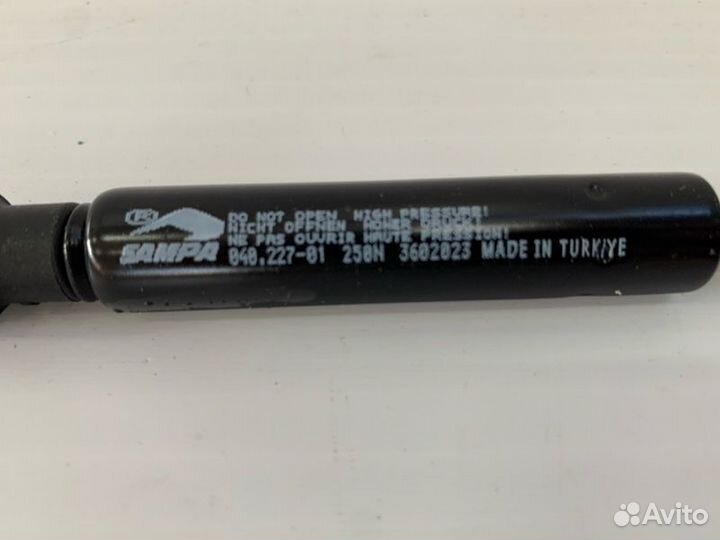 SAMPA
DO NOT OPEN, HIGH PRESSURE!
NICHT OFFNEN HOHER DRUCK!
NE PAS OUVRIR HAUTE PRESSION!
040.227-01 250N 3602023 MADE IN TURKIYE
Avito